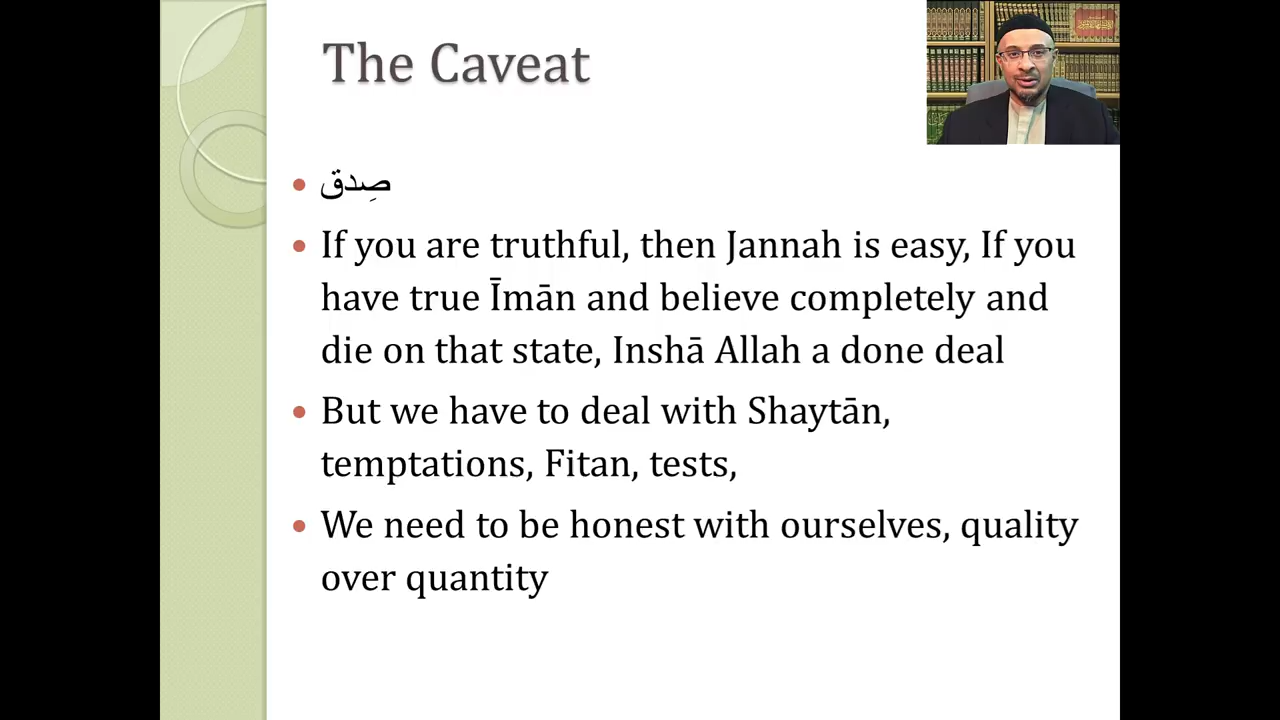 The Caveat
صِدق
If you are truthful, then Jannah is easy, If you
have true Īmān and believe completely and
die on that state, Inshā Allah a done deal
But we have to deal with Shaytān,
temptations, Fitan, tests,
We need to be honest with ourselves, quality
over quantity